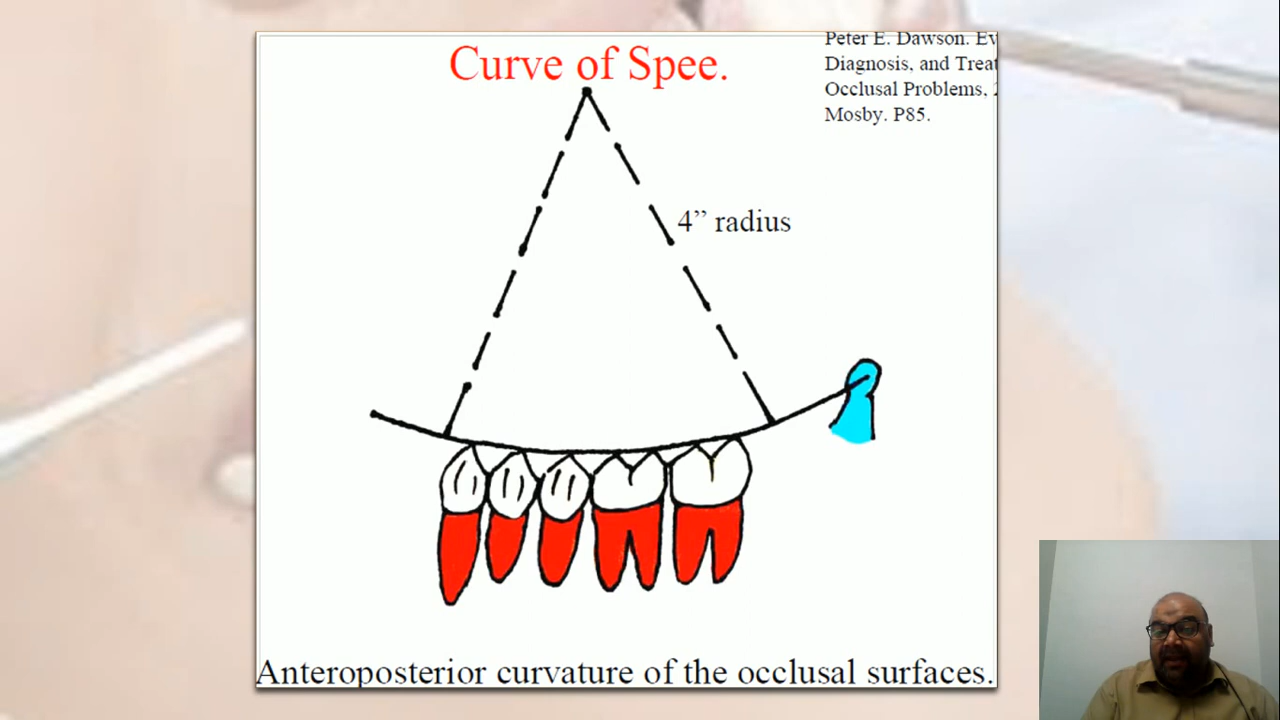 Curve of Spee.
Peter E. Dawson. Ev
Diagnosis, and Treat
Occlusal Problems, 2
Mosby. P85.
4” radius
Anteroposterior curvature of the occlusal surfaces.